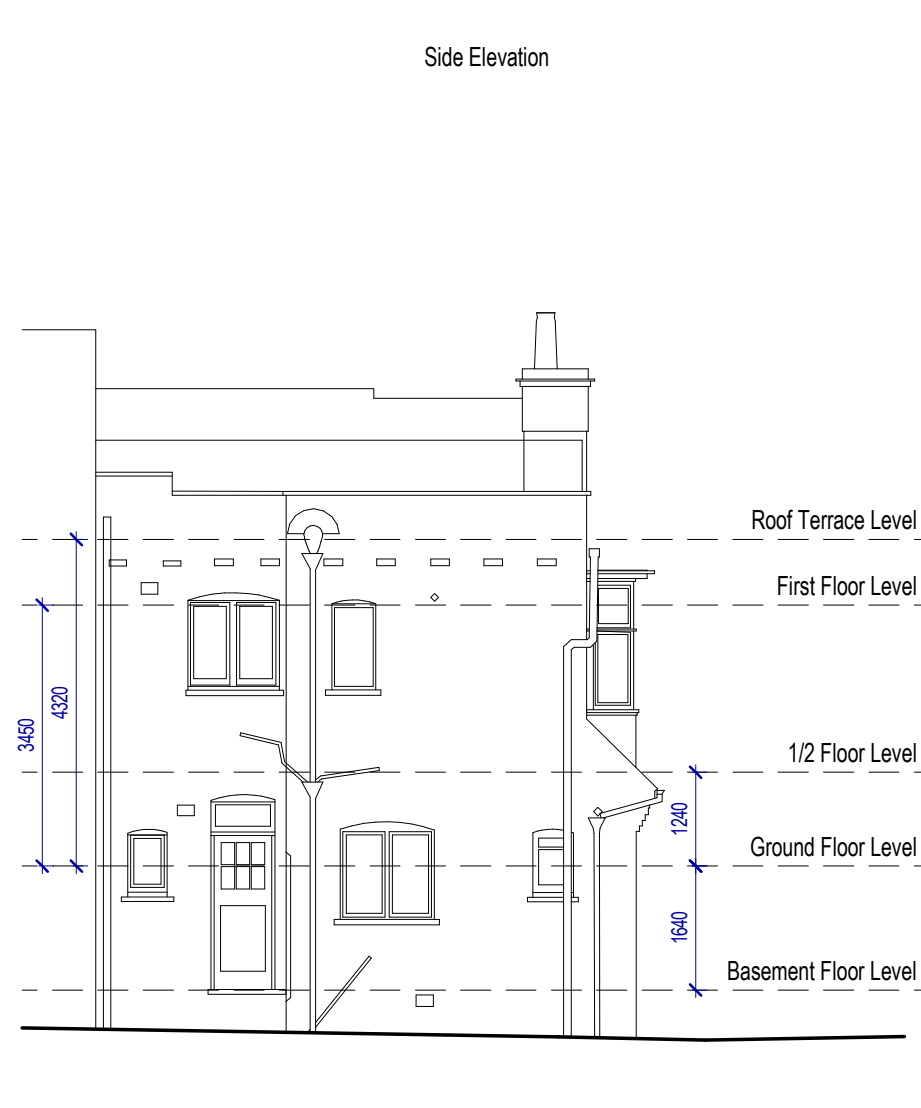 Side Elevation
Roof Terrace Level
First Floor Level
4320
3450
1/2 Floor Level
1240
Ground Floor Level
1640
Basement Floor Level